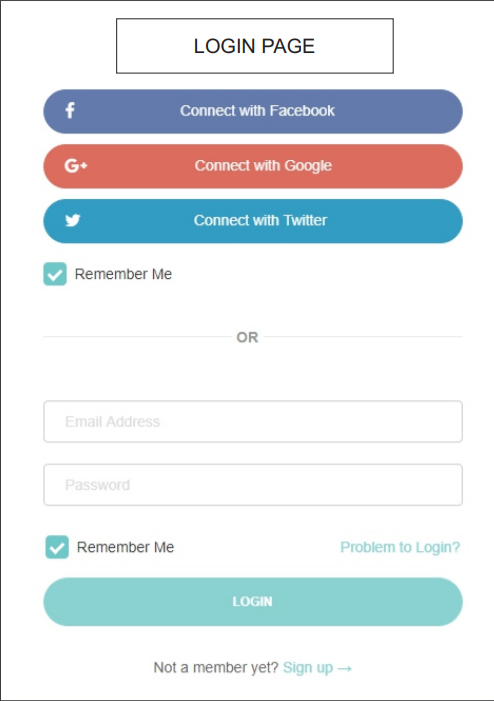 LOGIN PAGE
Connect with Facebook
G+ Connect with Google
Connect with Twitter
Remember Me
OR
Email Address
Password
Remember Me Problem to Login?
LOGIN
Not a member yet? Sign up →